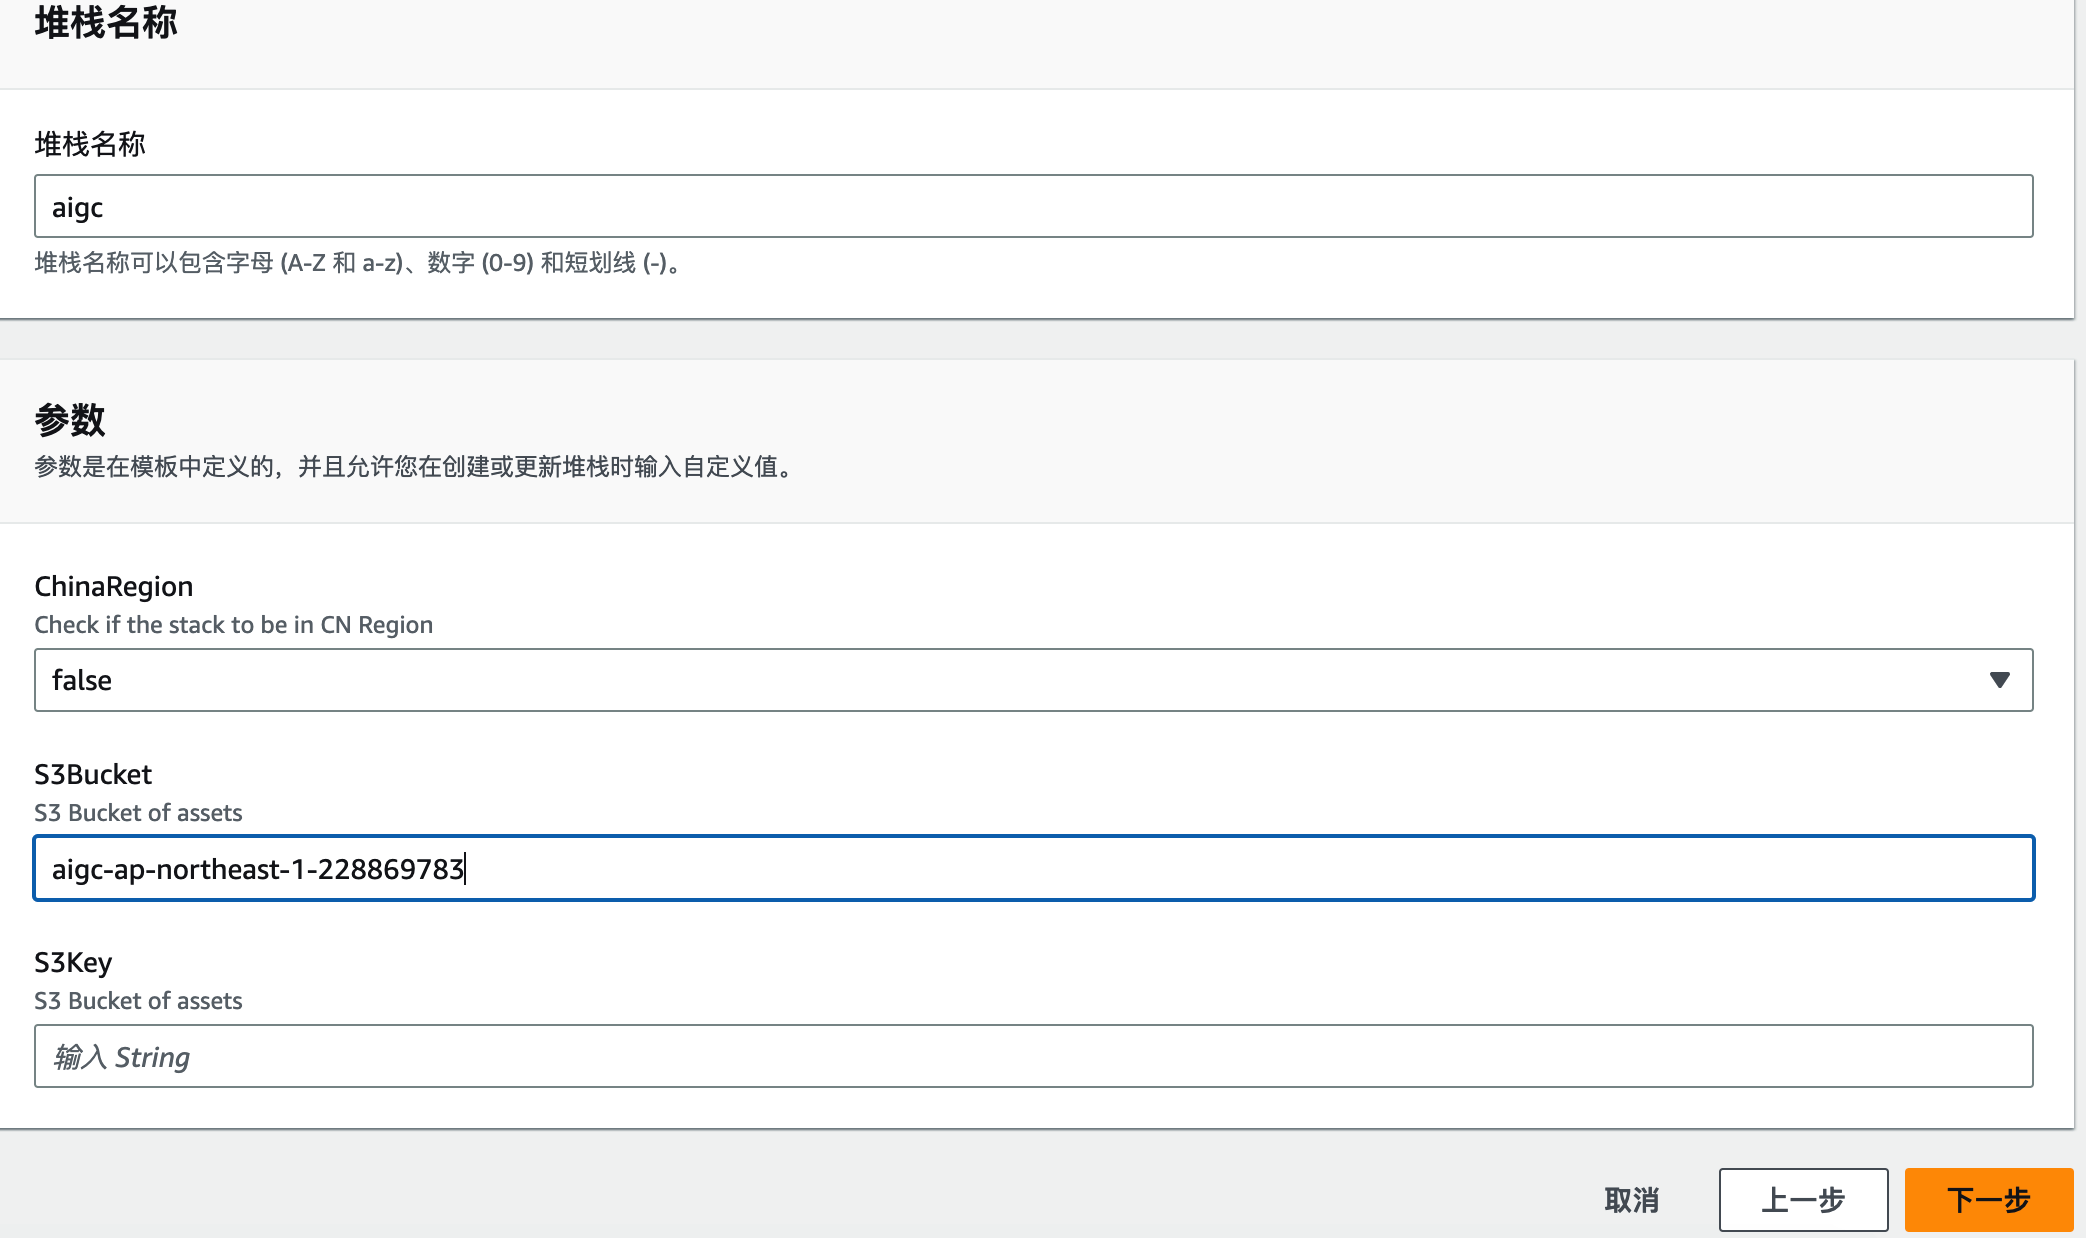 堆栈名称
堆栈名称
aigc
堆栈名称可以包含字母 (A-Z 和 a-z)、数字 (0-9) 和短划线 (-)。
参数
参数是在模板中定义的，并且允许您在创建或更新堆栈时输入自定义值。
ChinaRegion
Check if the stack to be in CN Region
false
S3Bucket
S3 Bucket of assets
aigc-ap-northeast-1-228869783
S3Key
S3 Bucket of assets
输入 String
取消 上一步 下一步